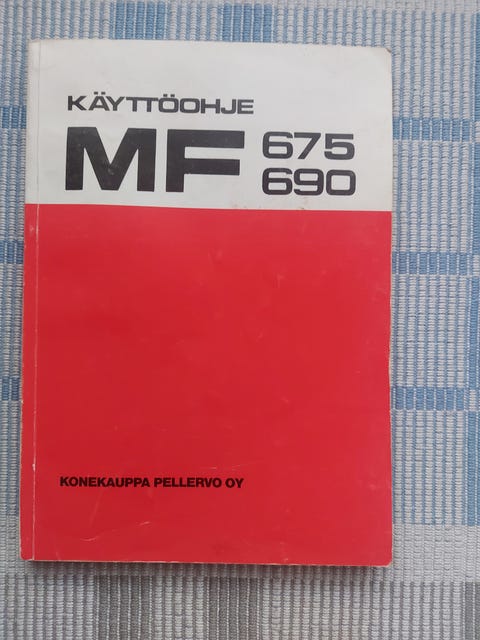 KÄYTTÖOHJE
MF 675
690
KONEKAUPPA PELLERVO OY